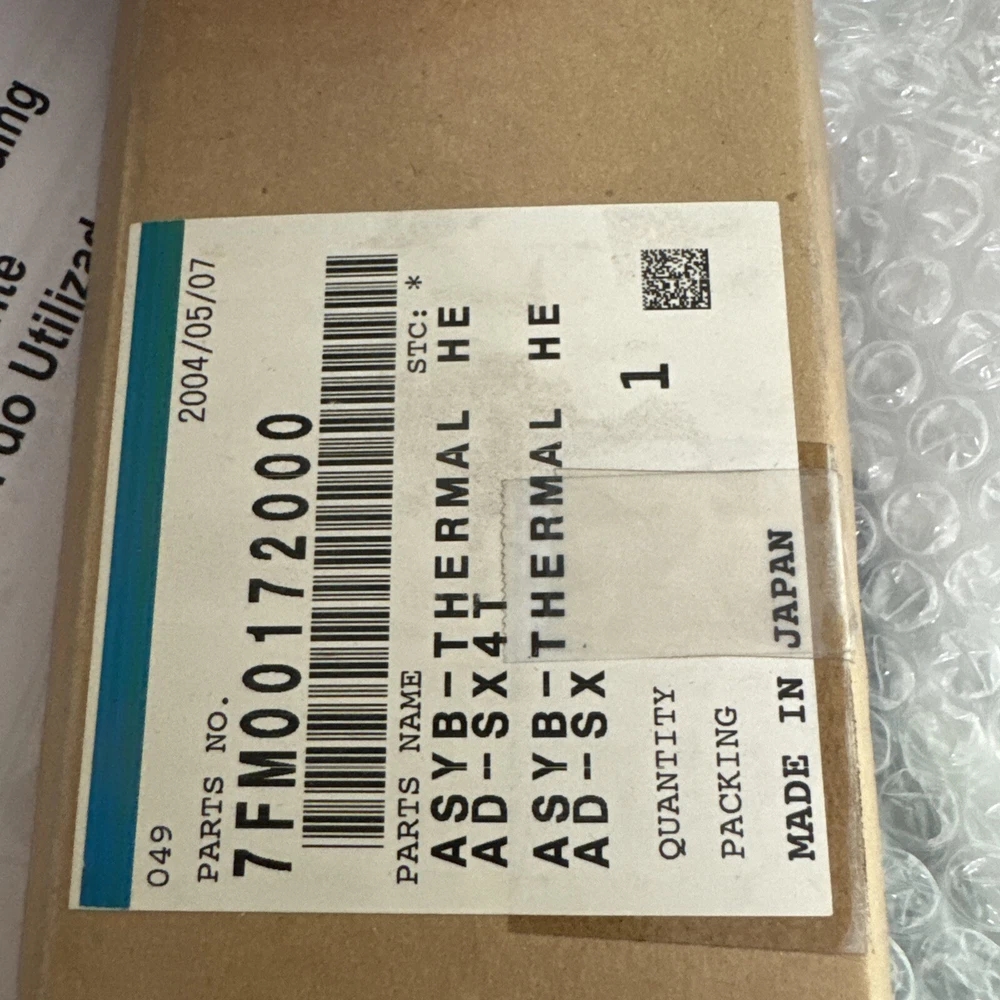 do Utilizad
049
2004/05/07
PARTS NO.
7FM00172000
PARTS NAME STC: *
ASYB-THERMAL HE
AD-SX4T
ASYB-THERMAL HE
AD-SX
QUANTITY 1
PACKING
MADE IN JAPAN